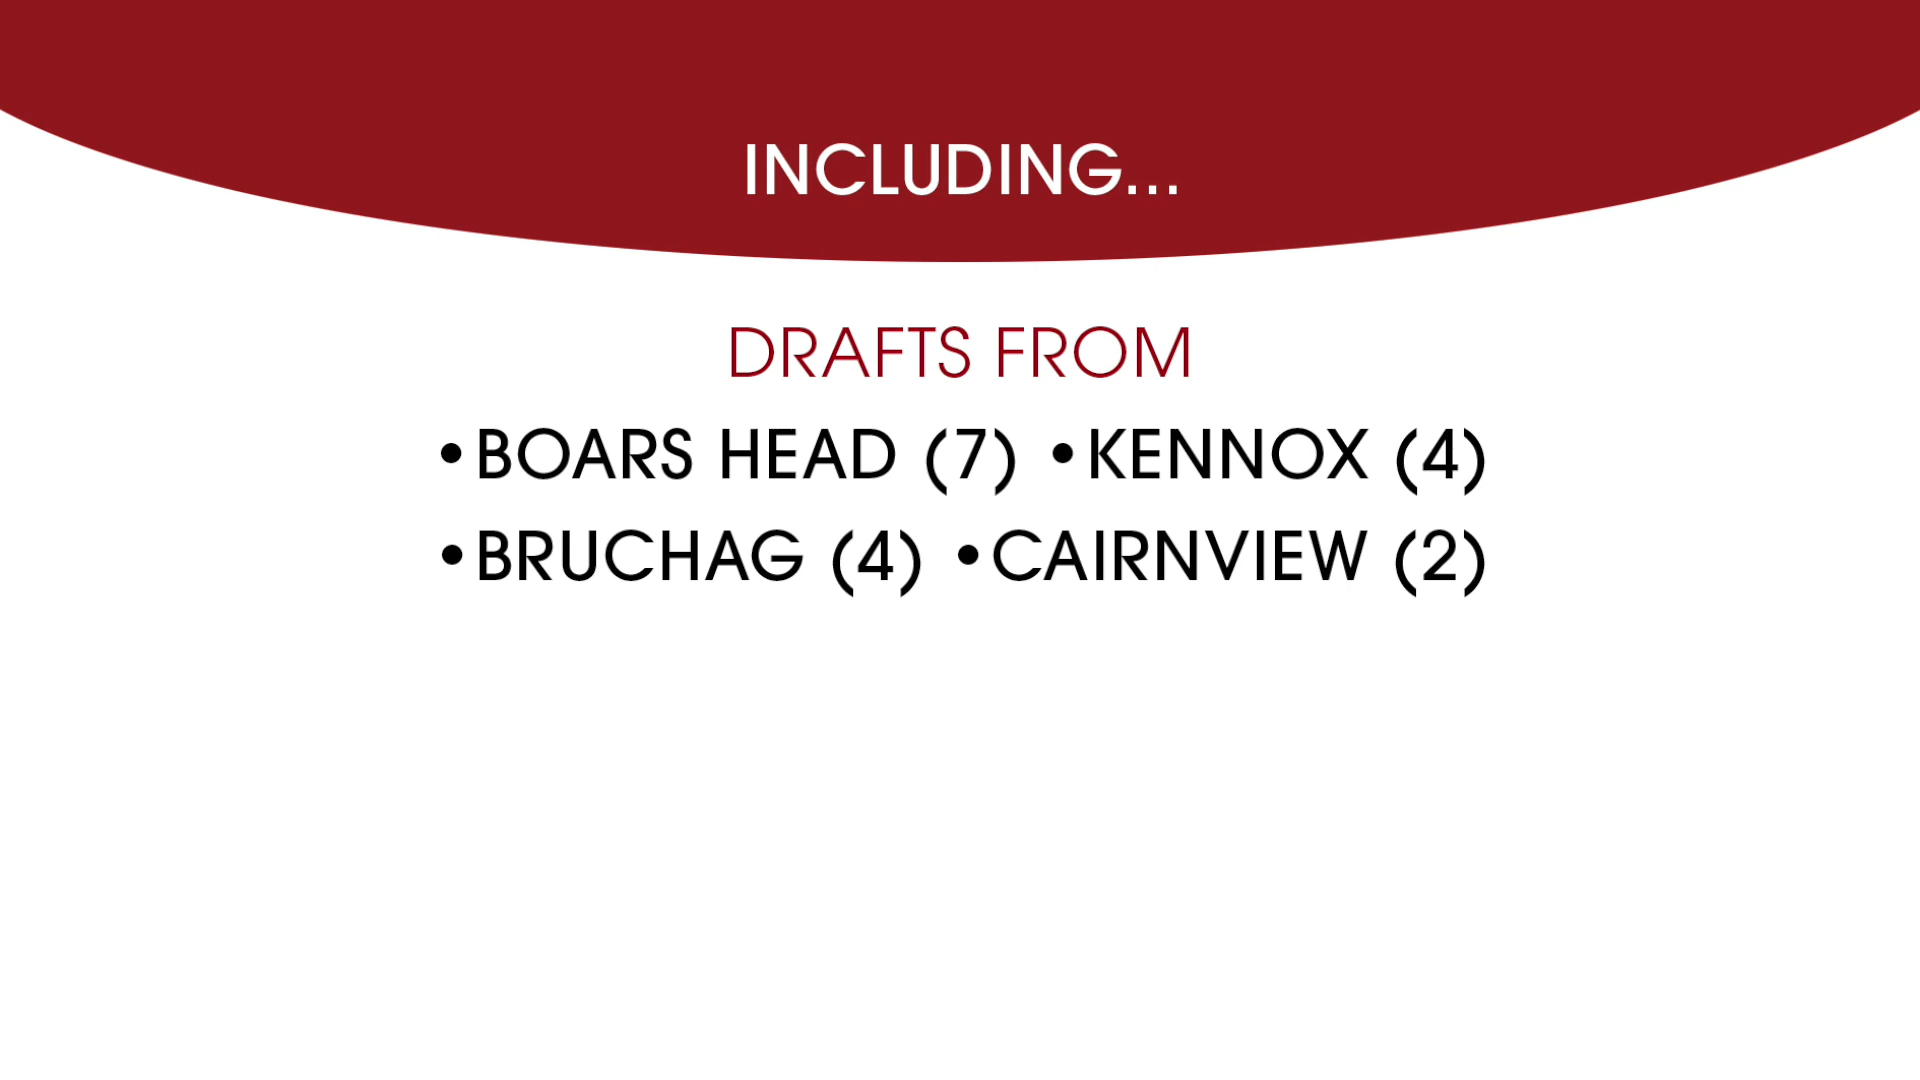 INCLUDING...
DRAFTS FROM
•BOARS HEAD (7) •KENNOX (4)
•BRUCHAG (4) •CAIRNVIEW (2)